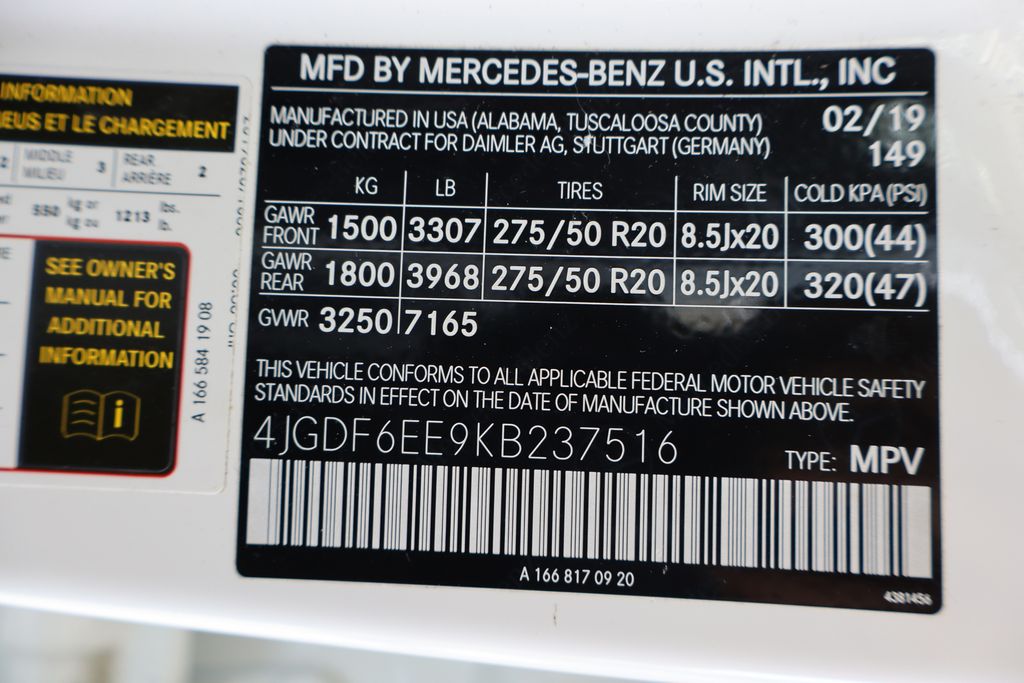 INFORMATION
EUS ET LE CHARGEMENT
2 MIDDLE MILIEU 3 REAR ARRIÈRE 2
550 kg or kg ou 1213 lbs. lb.
SEE OWNER'S
MANUAL FOR
ADDITIONAL
INFORMATION
i
A 166 584 19 08
MFD BY MERCEDES-BENZ U.S. INTL., INC
MANUFACTURED IN USA (ALABAMA, TUSCALOOSA COUNTY) 02/19
UNDER CONTRACT FOR DAIMLER AG, STUTTGART (GERMANY) 149
KG LB TIRES RIM SIZE COLD KPA(PSI)
GAWR FRONT 1500 3307 275/50 R20 8.5Jx20 300(44)
GAWR REAR 1800 3968 275/50 R20 8.5Jx20 320(47)
GVWR 3250 7165
THIS VEHICLE CONFORMS TO ALL APPLICABLE FEDERAL MOTOR VEHICLE SAFETY
STANDARDS IN EFFECT ON THE DATE OF MANUFACTURE SHOWN ABOVE.
4JGDF6EE9KB237516
TYPE: MPV
A 166 817 09 20
4381456